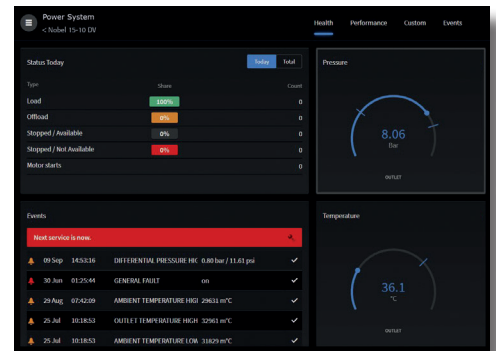 Power System
< Nobel 15-10 DV
Health Performance Custom Events
Status Today Today Total
Type Share Count
Load 100% 0
Offload 0% 0
Stopped / Available 0% 0
Stopped / Not Available 0% 0
Motor starts 0
Pressure
8.06
Bar
OUTLET
Events
Next service is now.
09 Sep 14:53:16 DIFFERENTIAL PRESSURE HIC 0.80 bar / 11.61 psi
30 Jun 01:25:44 GENERAL FAULT on
29 Aug 07:42:09 AMBIENT TEMPERATURE HIGI 29631 m°C
25 Jul 10:18:53 OUTLET TEMPERATURE HIGH 32961 m°C
25 Jul 10:18:53 AMBIENT TEMPERATURE LOW 31829 m°C
Temperature
36.1
°C
OUTLET